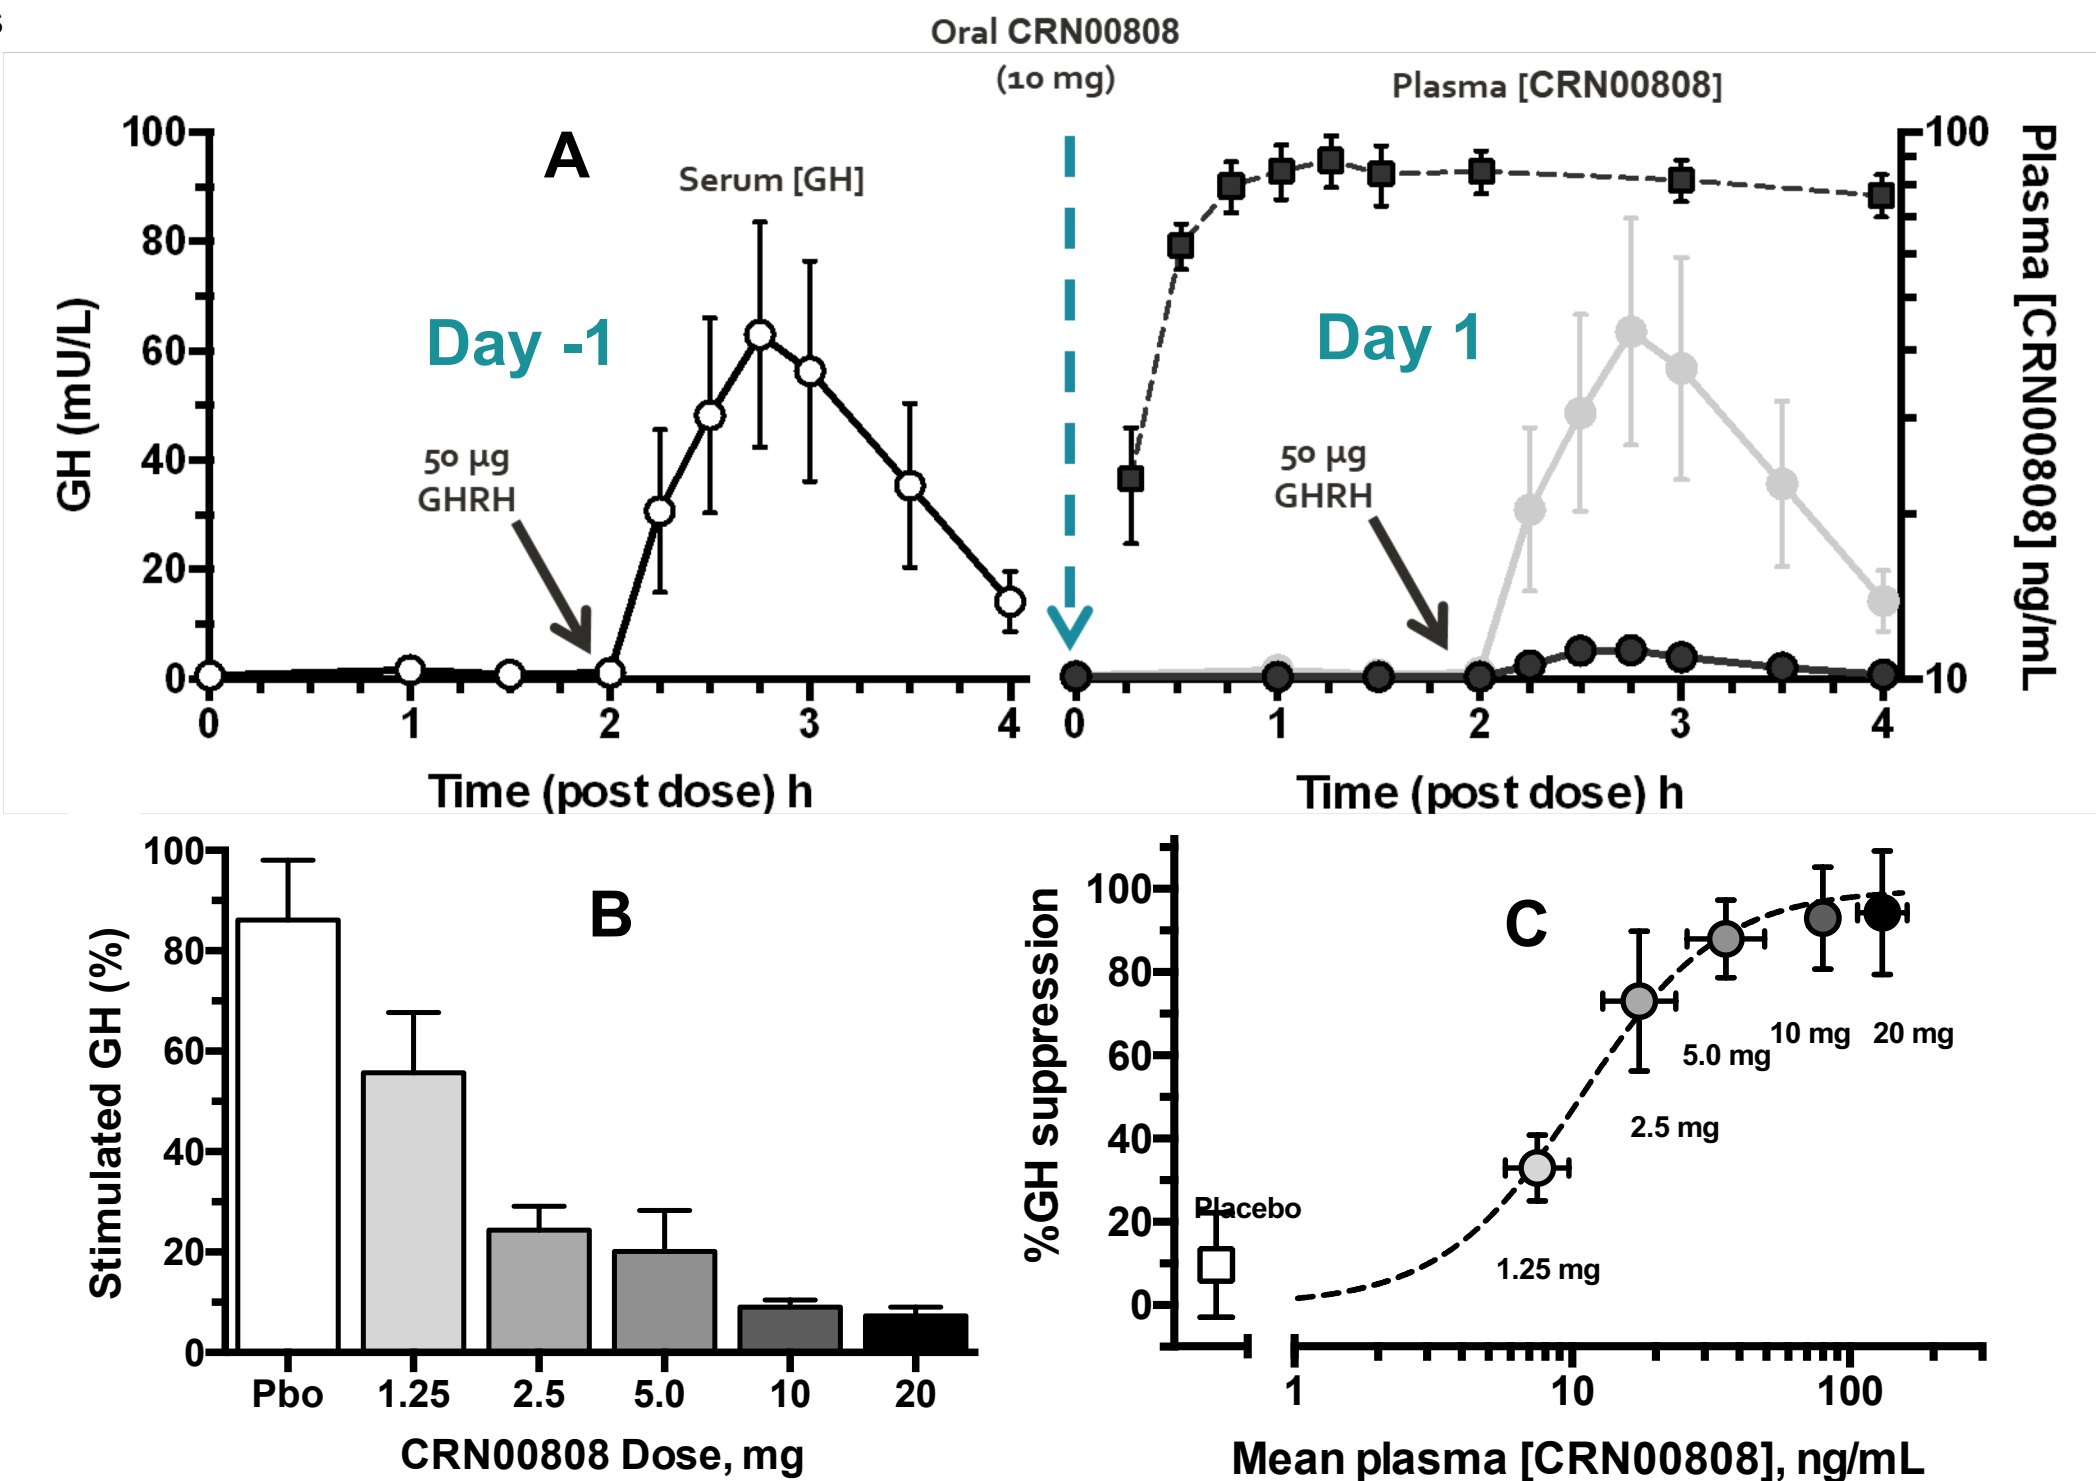 Oral CRN00808
(10 mg)
Plasma [CRN00808]
A
Serum [GH]
Day -1
50 µg
GHRH
GH (mU/L)
100
80
60
40
20
0
0 1 2 3 4
Time (post dose) h
Day 1
50 µg
GHRH
100
10
Plasma [CRN00808] ng/mL
0 1 2 3 4
Time (post dose) h
B
Stimulated GH (%)
100
80
60
40
20
0
Pbo 1.25 2.5 5.0 10 20
CRN00808 Dose, mg
C
%GH suppression
100
80
60
40
20
0
Placebo
1.25 mg
2.5 mg
5.0 mg
10 mg
20 mg
1 10 100
Mean plasma [CRN00808], ng/mL